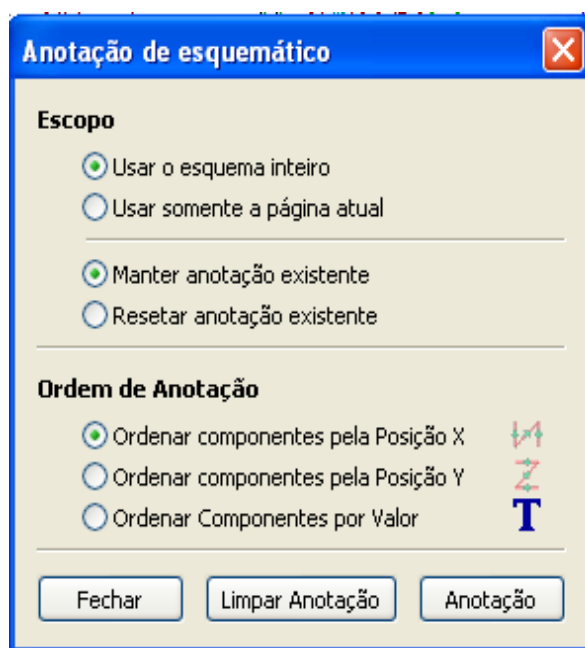 Anotação de esquemático
Escopo
Usar o esquema inteiro
Usar somente a página atual
Manter anotação existente
Resetar anotação existente
Ordem de Anotação
Ordenar componentes pela Posição X
Ordenar componentes pela Posição Y
Ordenar Componentes por Valor T
Fechar Limpar Anotação Anotação